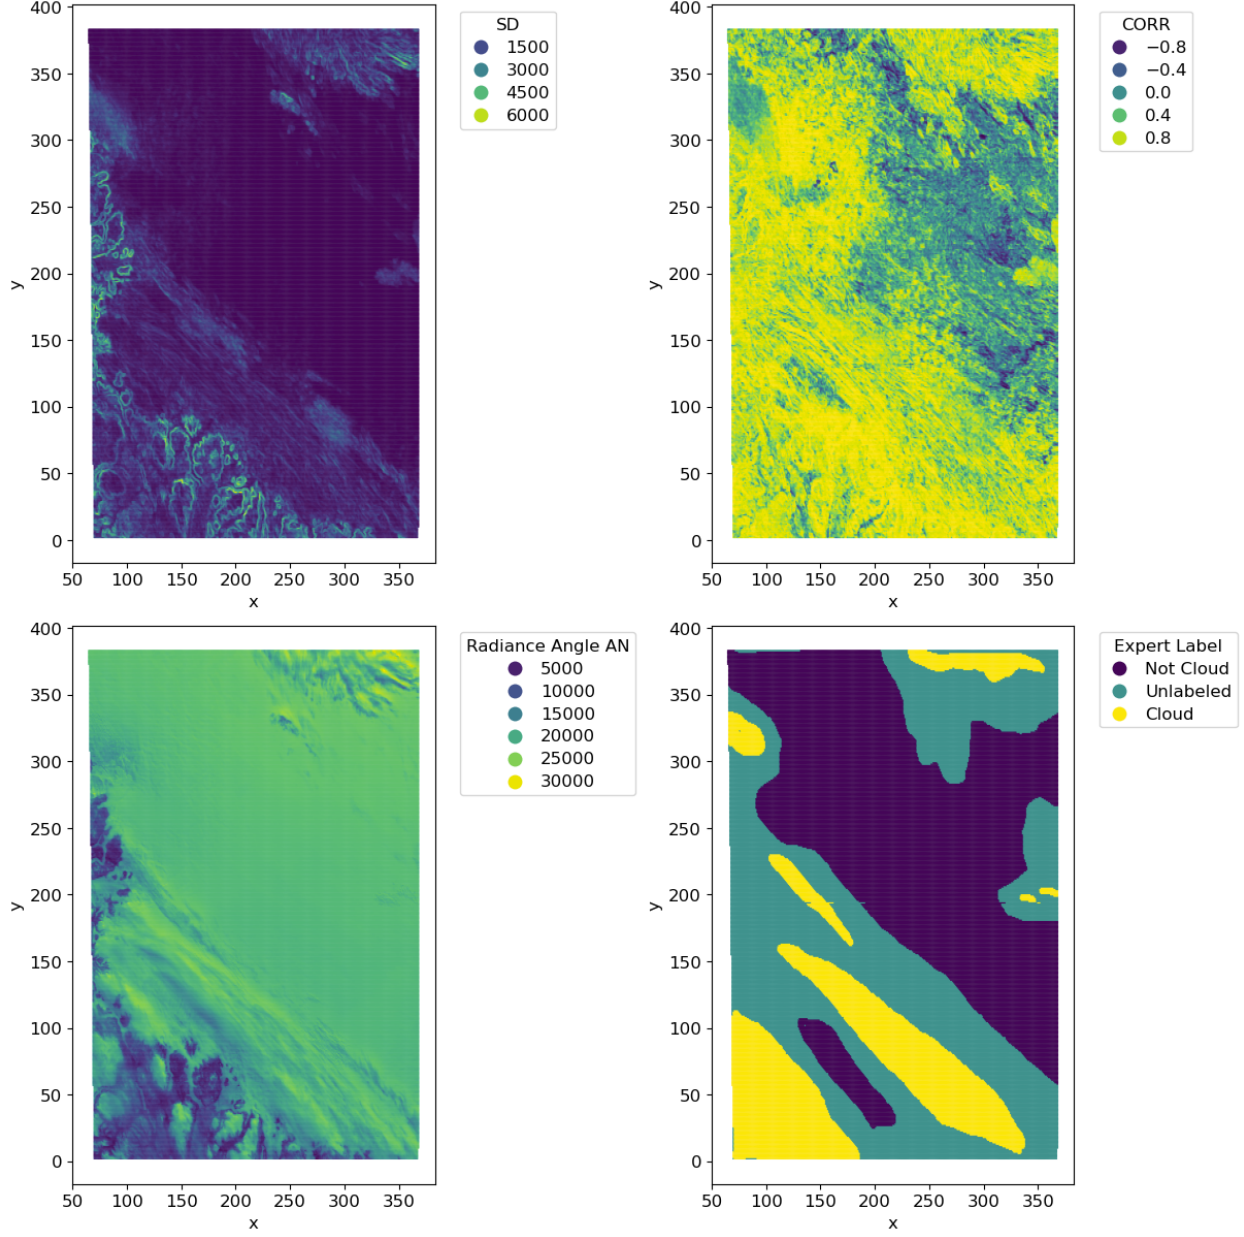 400
350
300
250
200
150
100
50
0
y
50 100 150 200 250 300 350
x
SD
1500
3000
4500
6000
400
350
300
250
200
150
100
50
0
y
50 100 150 200 250 300 350
x
CORR
−0.8
−0.4
0.0
0.4
0.8
400
350
300
250
200
150
100
50
0
y
50 100 150 200 250 300 350
x
Radiance Angle AN
5000
10000
15000
20000
25000
30000
400
350
300
250
200
150
100
50
0
y
50 100 150 200 250 300 350
x
Expert Label
Not Cloud
Unlabeled
Cloud